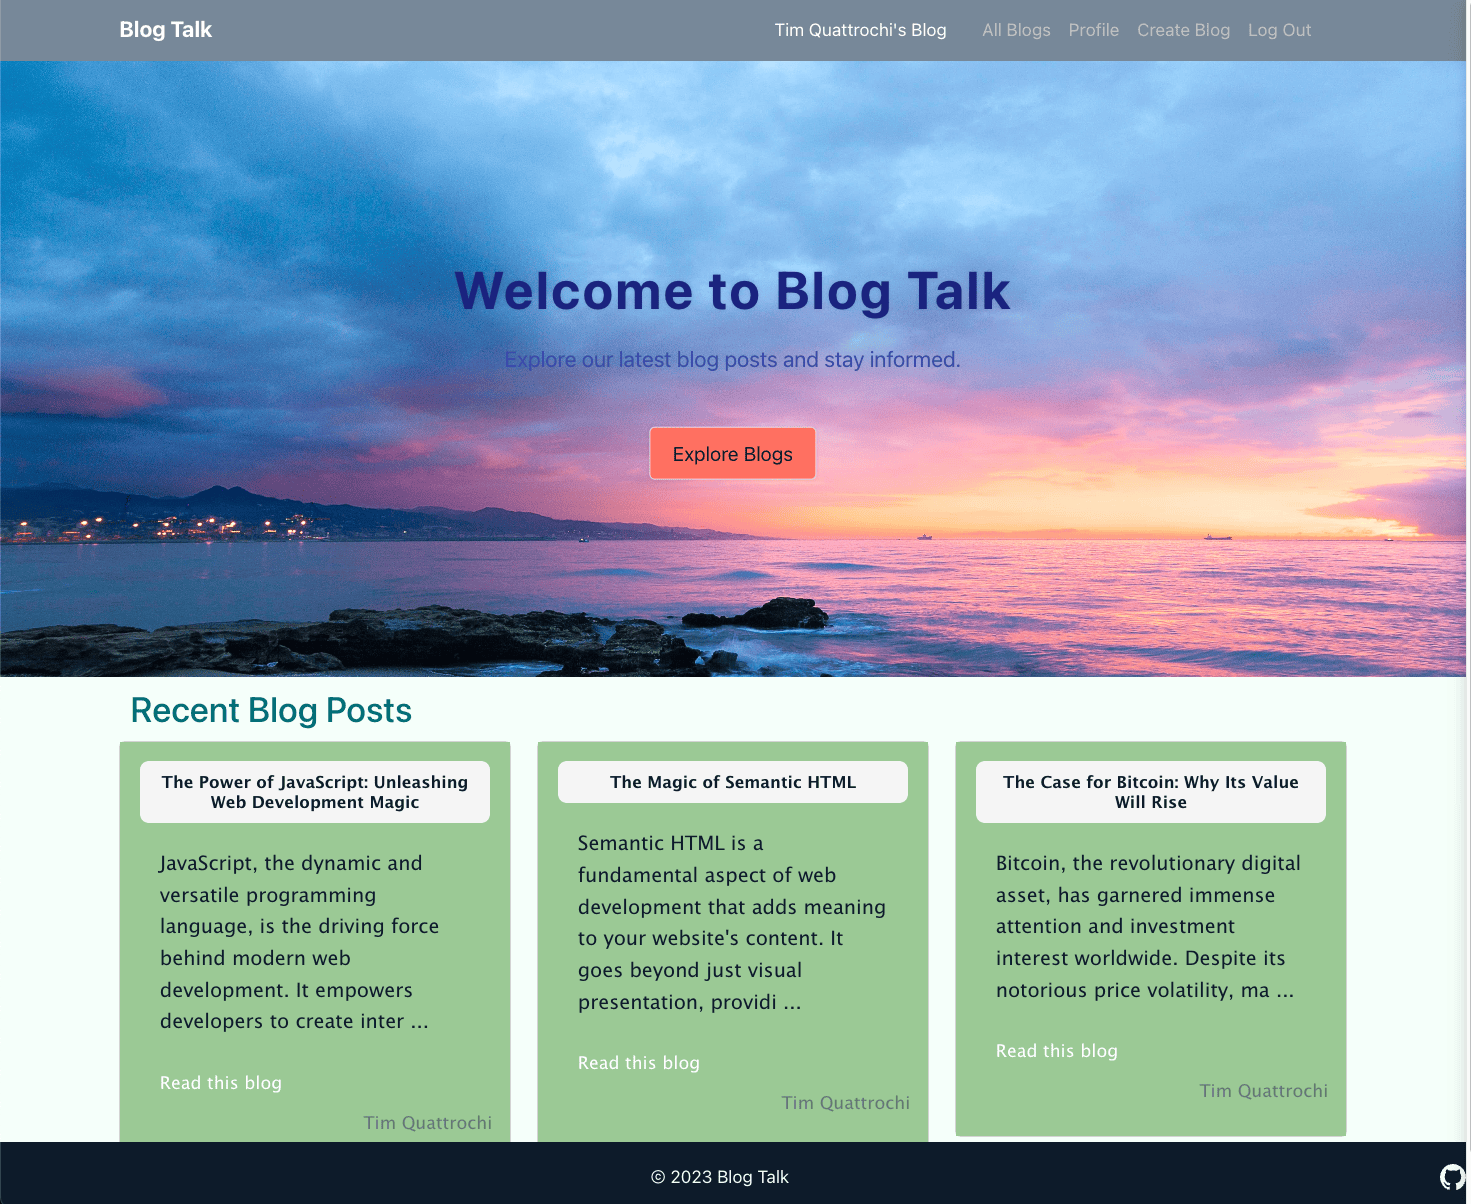 Blog Talk
Tim Quattrochi's Blog All Blogs Profile Create Blog Log Out
Welcome to Blog Talk
Explore our latest blog posts and stay informed.
Explore Blogs
Recent Blog Posts
The Power of JavaScript: Unleashing
Web Development Magic
JavaScript, the dynamic and
versatile programming
language, is the driving force
behind modern web
development. It empowers
developers to create inter ...
Read this blog
Tim Quattrochi
The Magic of Semantic HTML
Semantic HTML is a
fundamental aspect of web
development that adds meaning
to your website's content. It
goes beyond just visual
presentation, providi ...
Read this blog
Tim Quattrochi
The Case for Bitcoin: Why Its Value
Will Rise
Bitcoin, the revolutionary digital
asset, has garnered immense
attention and investment
interest worldwide. Despite its
notorious price volatility, ma ...
Read this blog
Tim Quattrochi
© 2023 Blog Talk